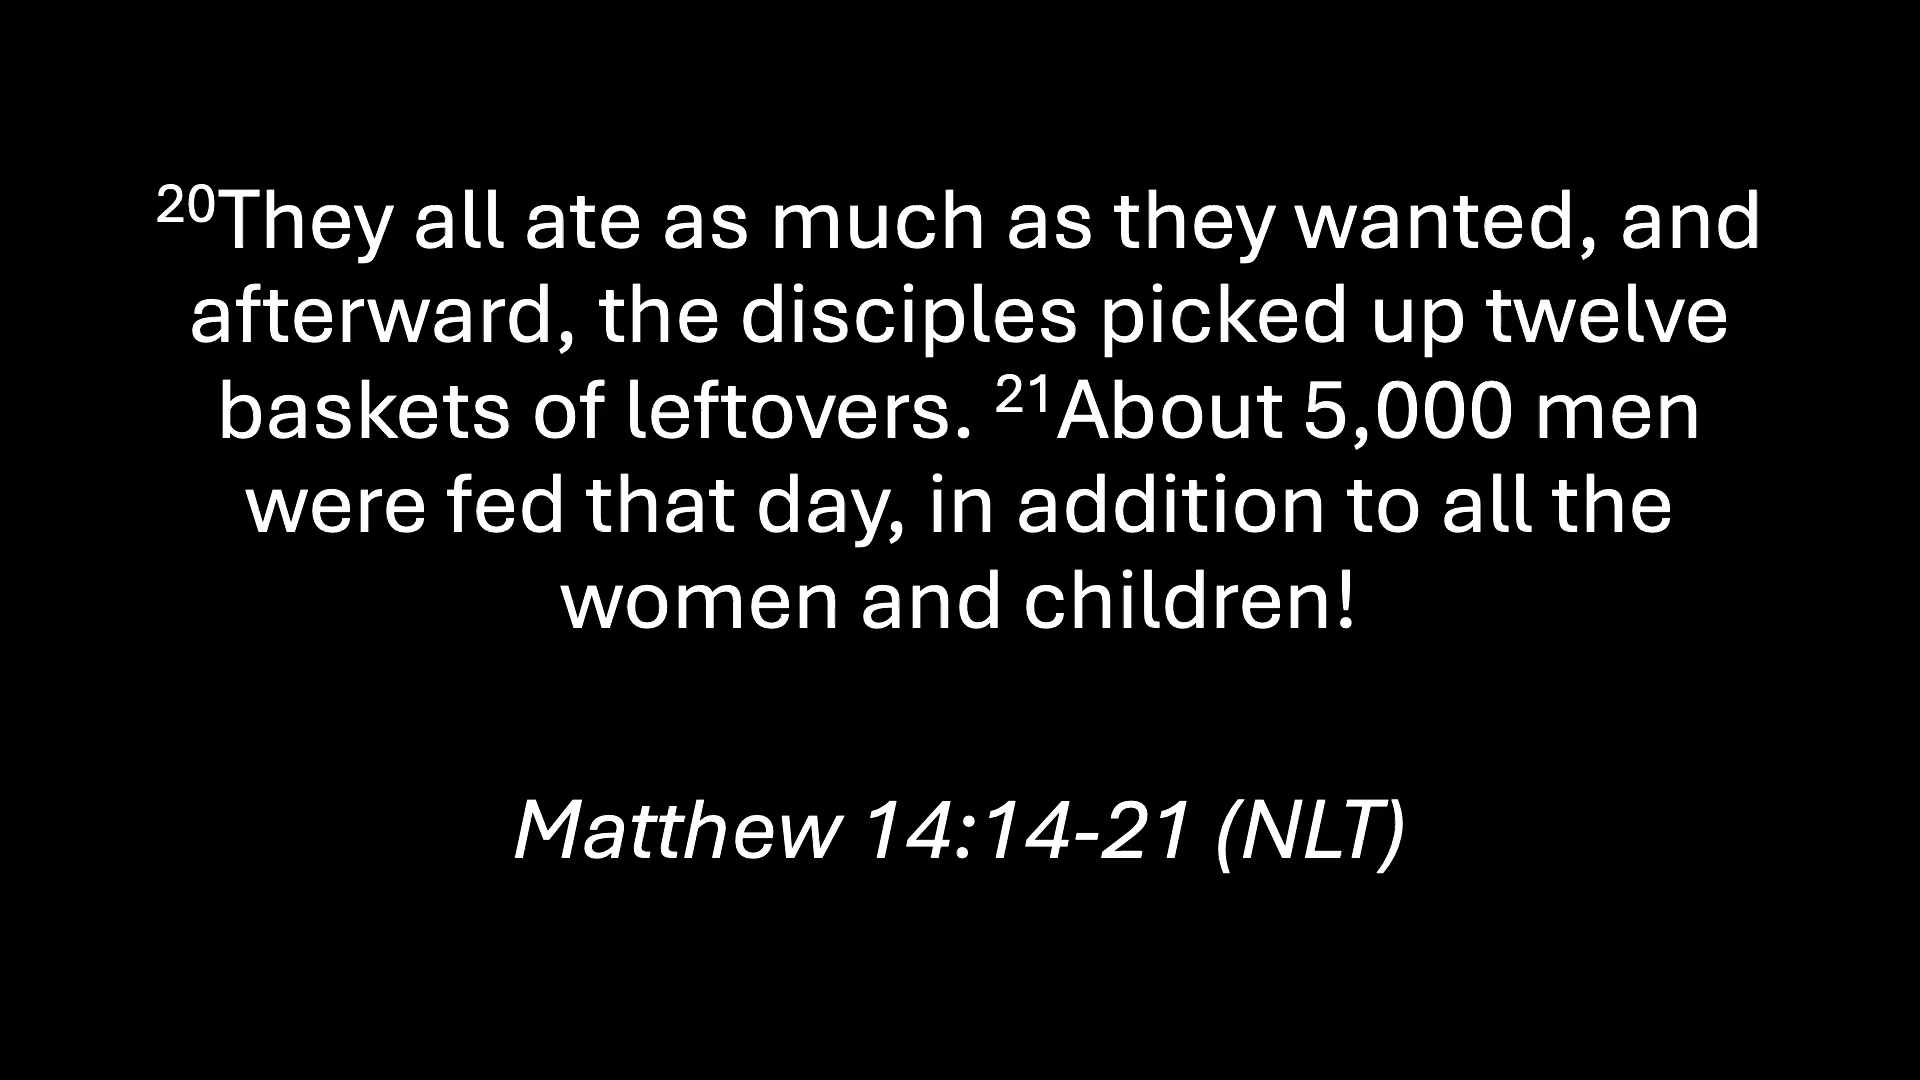 20They all ate as much as they wanted, and
afterward, the disciples picked up twelve
baskets of leftovers. 21About 5,000 men
were fed that day, in addition to all the
women and children!
Matthew 14:14-21 (NLT)